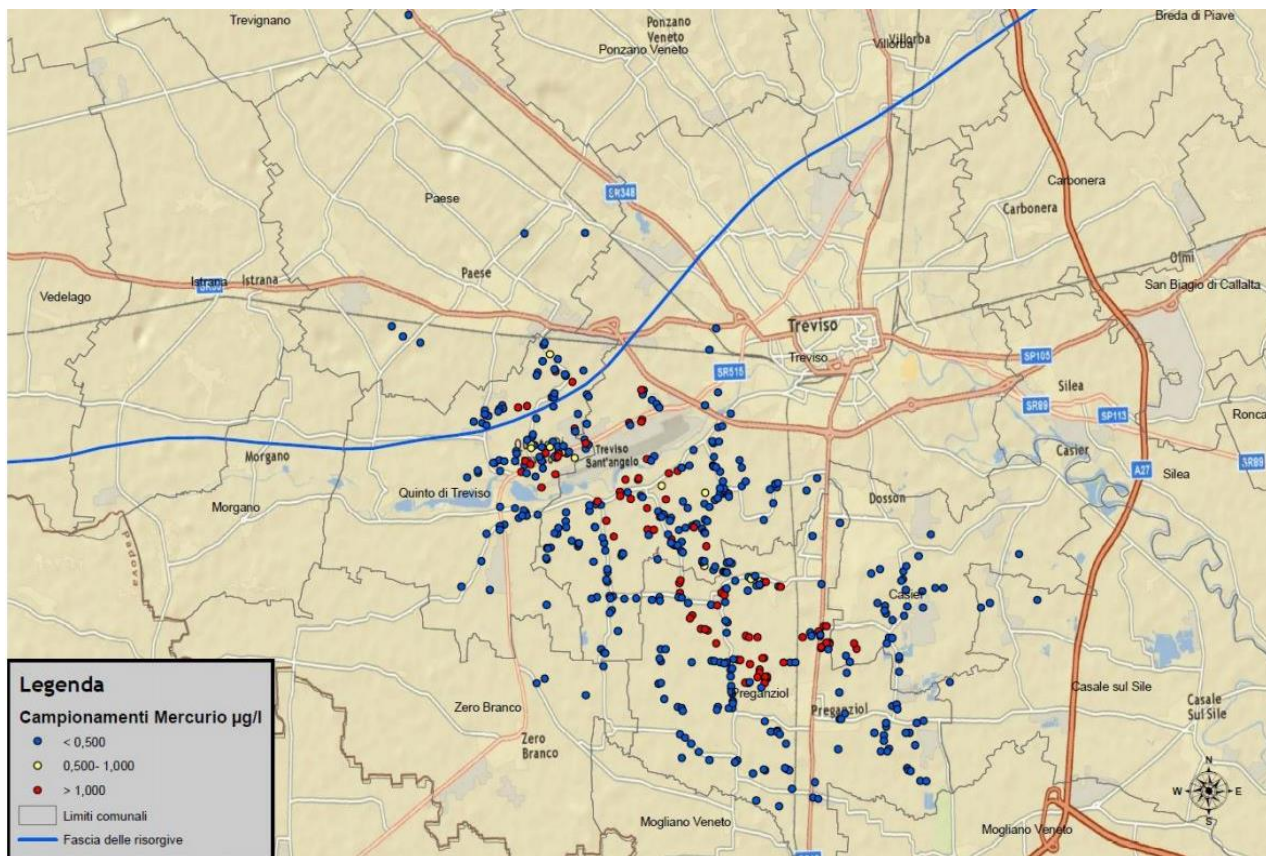 Trevignano
Ponzano
Veneto
Ponzano Veneto
Villorba
Villorba
Breda di Piave
Paese
SR348
Carbonera
Carbonera
Paese
Olmi
Vedelago
Istrana
Istrana
San Biagio di Callalta
Treviso
Treviso
SP105
SR515
Silea
SR89
SP113
Ronca
Morgano
Treviso
Sant'angelo
Casier
A27
Silea
SR89
Quinto di Treviso
Morgano
Dosson
padova
Casier
Preganziol
Preganziol
Casale sul Sile
Casale
Sul Sile
Zero Branco
Zero
Branco
Mogliano Veneto
Mogliano Veneto
N
W
E
S
Legenda
Campionamenti Mercurio µg/l
< 0,500
0,500- 1,000
> 1,000
Limiti comunali
Fascia delle risorgive